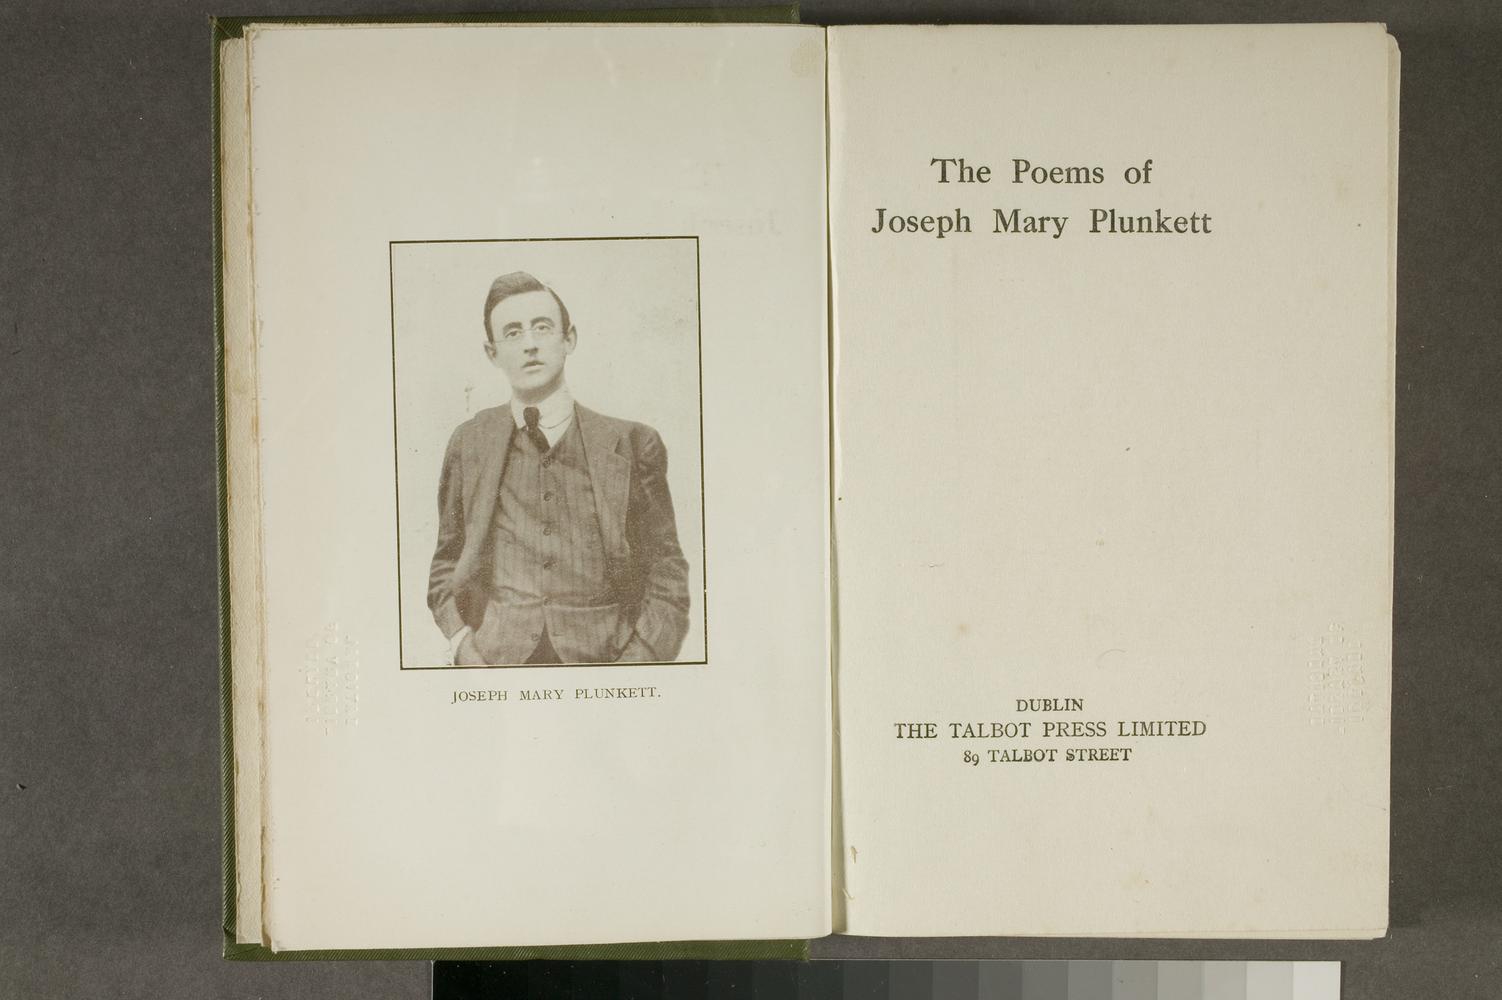 JOSEPH MARY PLUNKETT.
The Poems of
Joseph Mary Plunkett
DUBLIN
THE TALBOT PRESS LIMITED
89 TALBOT STREET